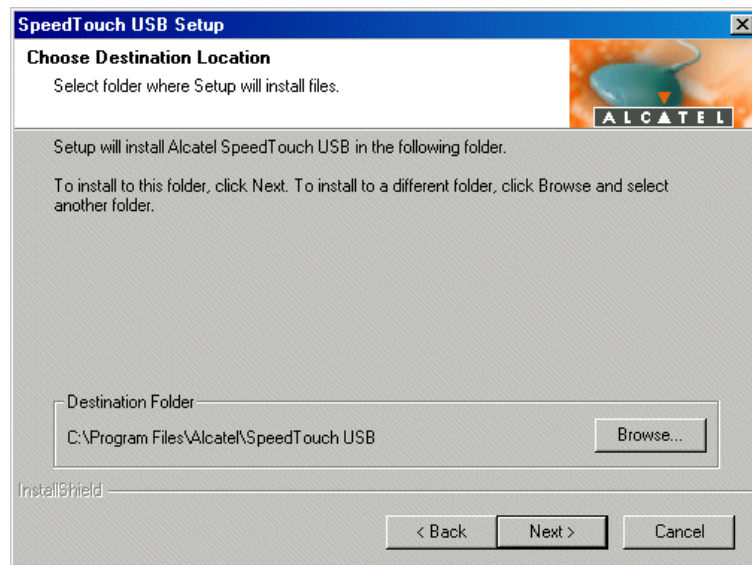 SpeedTouch USB Setup
Choose Destination Location
Select folder where Setup will install files.
ALCATEL
Setup will install Alcatel SpeedTouch USB in the following folder.
To install to this folder, click Next. To install to a different folder, click Browse and select
another folder.
Destination Folder
C:\Program Files\Alcatel\SpeedTouch USB
Browse...
InstallShield
< Back
Next >
Cancel